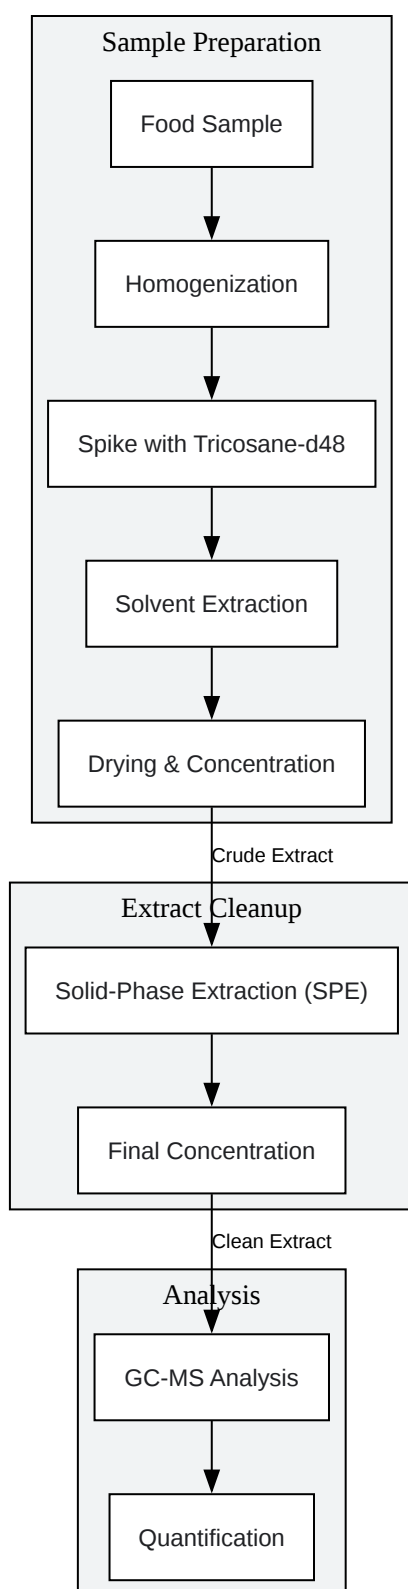 Sample Preparation
Food Sample
Homogenization
Spike with Tricosane-d48
Solvent Extraction
Drying & Concentration
Crude Extract
Extract Cleanup
Solid-Phase Extraction (SPE)
Final Concentration
Clean Extract
Analysis
GC-MS Analysis
Quantification